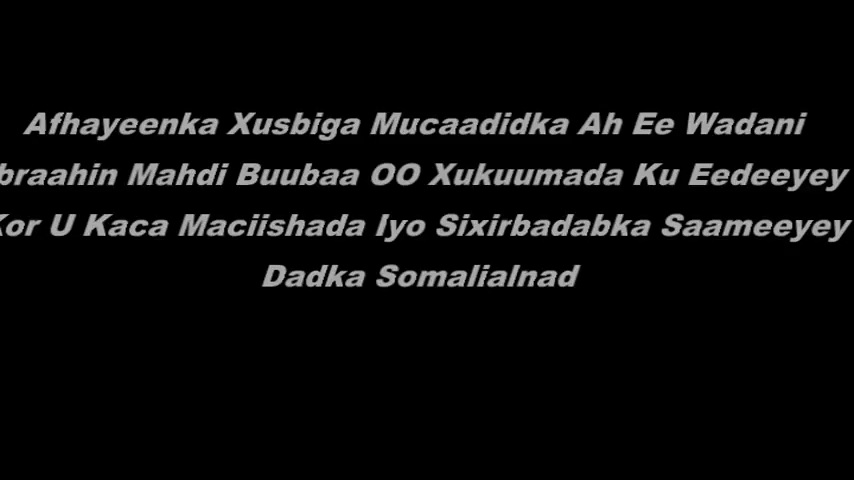 Afhayeenka Xusbiga Mucaadidka Ah Ee Wadani
braahin Mahdi Buubaa OO Xukuumada Ku Eedeeyey
Kor U Kaca Maciishada Iyo Sixirbadabka Saameeyey
Dadka Somalialnad